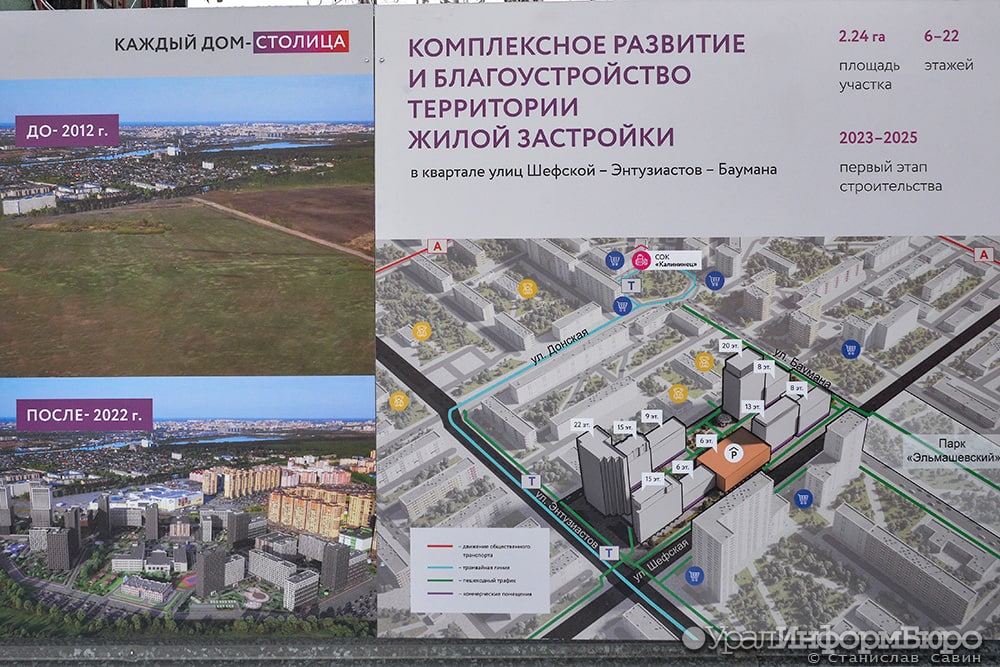 КАЖДЫЙ ДОМ-СТОЛИЦА
ДО- 2012 г.
ПОСЛЕ- 2022 г.
КОМПЛЕКСНОЕ РАЗВИТИЕ
И БЛАГОУСТРОЙСТВО
ТЕРРИТОРИИ
ЖИЛОЙ ЗАСТРОЙКИ
в квартале улиц Шефской – Энтузиастов – Баумана
2.24 га
площадь
участка
6–22
этажей
2023–2025
первый этап
строительства
А
СОК
«Калининец»
А
Т
ул. Донская
ул. Баумана
20 эт.
8 эт.
8 эт.
13 эт.
9 эт.
22 эт.
15 эт.
6 эт.
Р
6 эт.
15 эт.
Парк
«Эльмашевский»
Т
ул. Энтузиастов
Т
ул. Шефская
– движение общественного
транспорта
– трамвайная линия
– пешеходный трафик
– коммерческие помещения
УралИнформБюро
© Станислав Савин